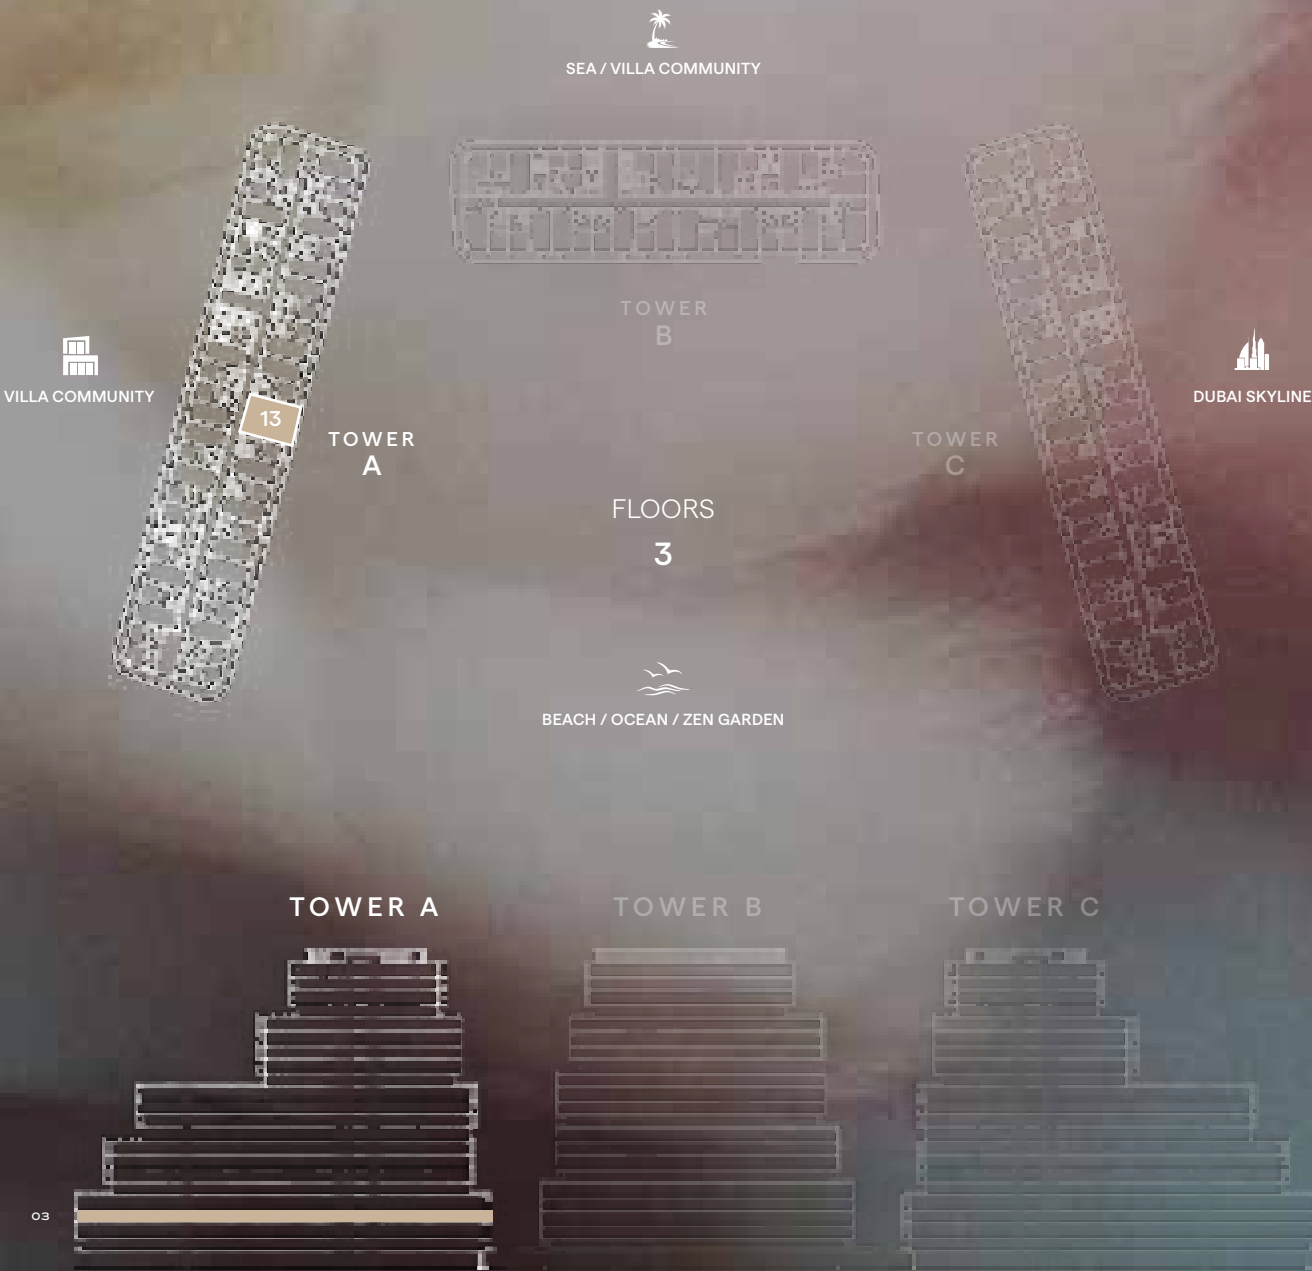 SEA / VILLA COMMUNITY
TOWER
B
VILLA COMMUNITY
DUBAI SKYLINE
13
TOWER
A
TOWER
C
FLOORS
3
BEACH / OCEAN / ZEN GARDEN
TOWER A
TOWER B
TOWER C
03